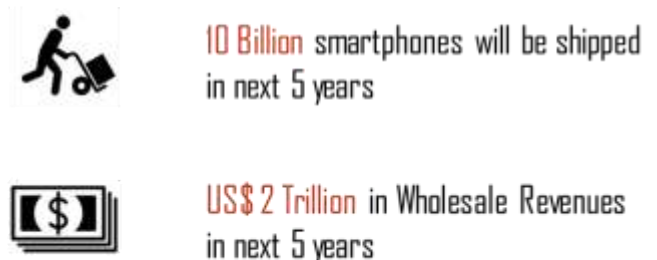 10 Billion smartphones will be shipped
in next 5 years
$
US$ 2 Trillion in Wholesale Revenues
in next 5 years